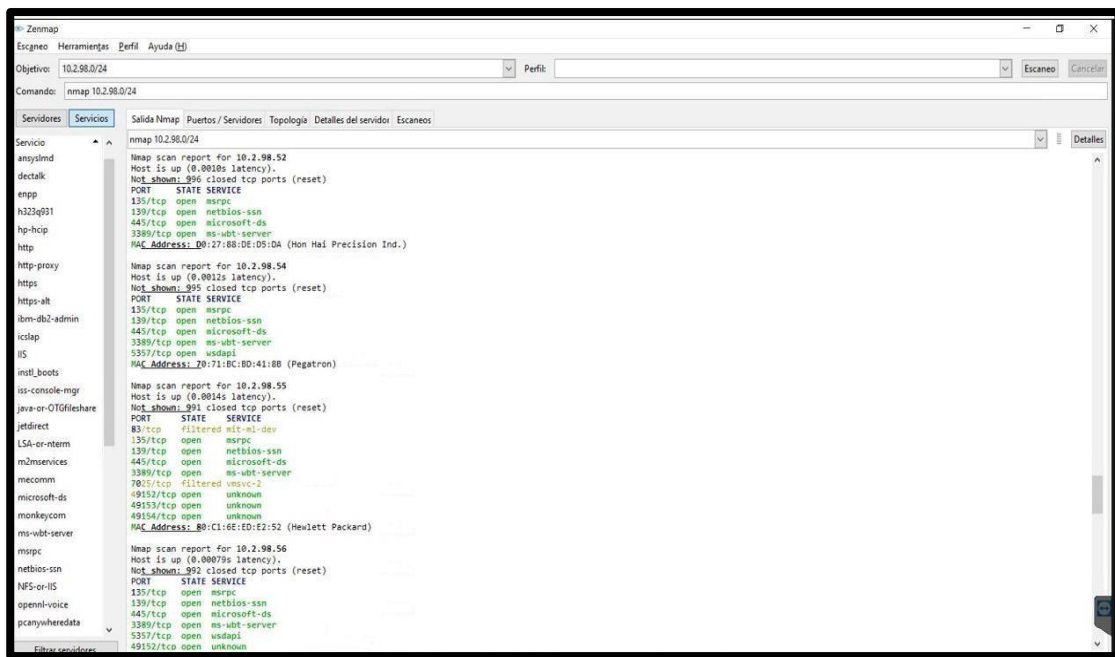 Zenmap
Escaneo Herramientas Perfil Ayuda (H)
Objetivo: 10.2.98.0/24 Perfil: Escaneo Cancelar
Comando: nmap 10.2.98.0/24
Servidores Servicios Salida Nmap Puertos / Servidores Topología Detalles del servidor Escaneos
Servicio
ansyslmd
dectalk
enpp
h323q931
hp-hcip
http
http-proxy
https
https-alt
ibm-db2-admin
icslap
IIS
instl_boots
iss-console-mgr
java-or-OTGfileshare
jetdirect
LSA-or-nterm
m2mservices
mecomm
microsoft-ds
monkeycom
ms-wbt-server
msrpc
netbios-ssn
NFS-or-IIS
opennl-voice
pcanywheredata
Filtrar servidores
nmap 10.2.98.0/24 Detalles
Nmap scan report for 10.2.98.52
Host is up (0.0010s latency).
Not shown: 996 closed tcp ports (reset)
PORT STATE SERVICE
135/tcp open msrpc
139/tcp open netbios-ssn
445/tcp open microsoft-ds
3389/tcp open ms-wbt-server
MAC Address: D0:27:88:DE:D5:DA (Hon Hai Precision Ind.)
Nmap scan report for 10.2.98.54
Host is up (0.0012s latency).
Not shown: 995 closed tcp ports (reset)
PORT STATE SERVICE
135/tcp open msrpc
139/tcp open netbios-ssn
445/tcp open microsoft-ds
3389/tcp open ms-wbt-server
5357/tcp open wsdapi
MAC Address: 70:71:BC:BD:41:8B (Pegatron)
Nmap scan report for 10.2.98.55
Host is up (0.0014s latency).
Not shown: 991 closed tcp ports (reset)
PORT STATE SERVICE
83/tcp filtered mit-ml-dev
135/tcp open msrpc
139/tcp open netbios-ssn
445/tcp open microsoft-ds
3389/tcp open ms-wbt-server
7025/tcp filtered vmsvc-2
49152/tcp open unknown
49153/tcp open unknown
49154/tcp open unknown
MAC Address: 80:C1:6E:ED:E2:52 (Hewlett Packard)
Nmap scan report for 10.2.98.56
Host is up (0.00079s latency).
Not shown: 992 closed tcp ports (reset)
PORT STATE SERVICE
135/tcp open msrpc
139/tcp open netbios-ssn
445/tcp open microsoft-ds
3389/tcp open ms-wbt-server
5357/tcp open wsdapi
49152/tcp open unknown